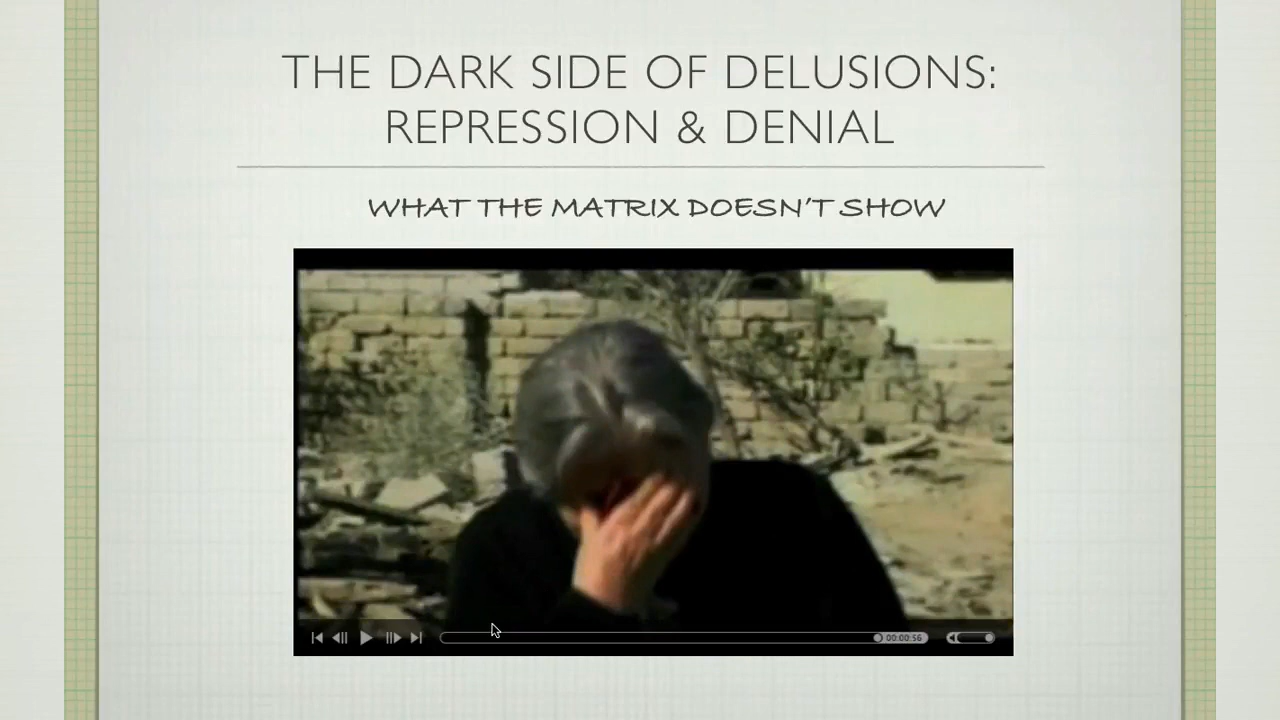 THE DARK SIDE OF DELUSIONS:
REPRESSION & DENIAL
WHAT THE MATRIX DOESN'T SHOW
00:00:56